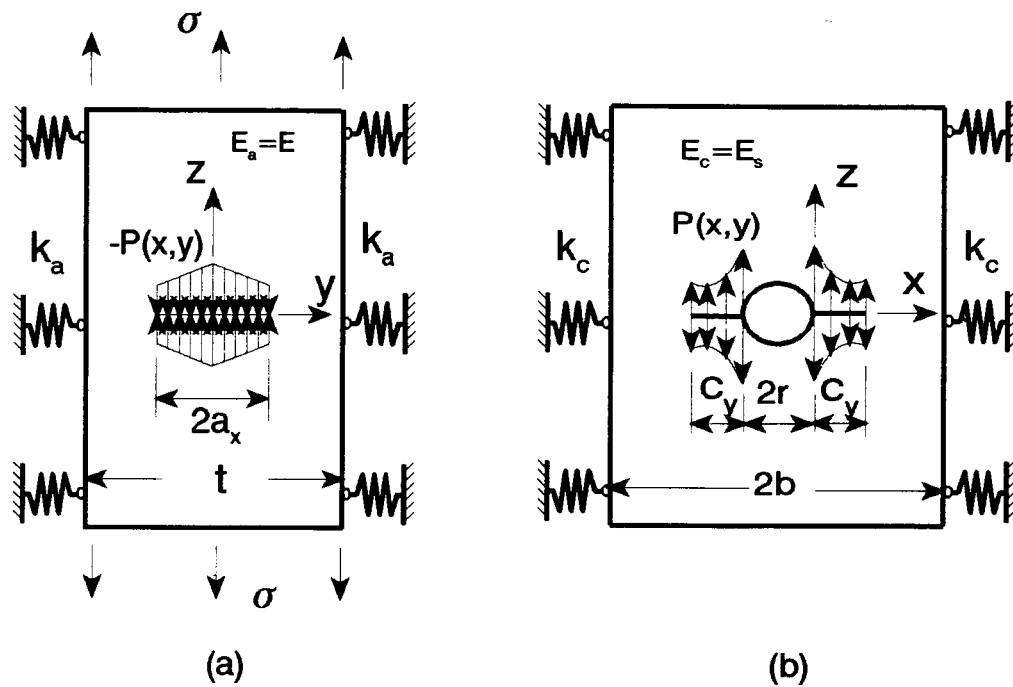 σ
E_a=E
z
-P(x,y)
k_a
k_a
y
2a_x
t
σ
(a)
E_c=E_s
z
P(x,y)
k_c
k_c
x
C_y
2r
C_y
2b
(b)